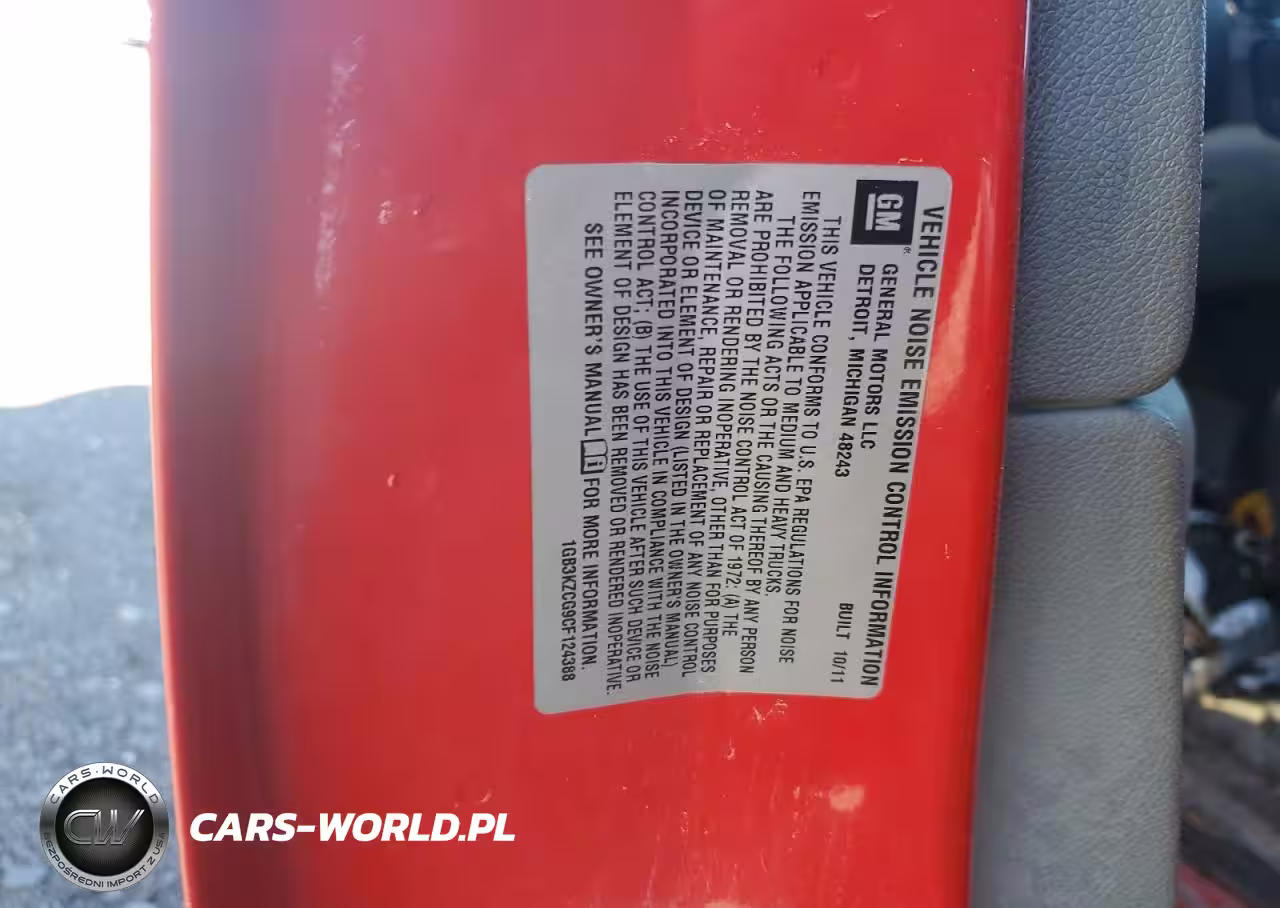 VEHICLE NOISE EMISSION CONTROL INFORMATION
GM
GENERAL MOTORS LLC
DETROIT, MICHIGAN 48243
BUILT 10/11
THIS VEHICLE CONFORMS TO U.S. EPA REGULATIONS FOR NOISE
EMISSION APPLICABLE TO MEDIUM AND HEAVY TRUCKS.
THE FOLLOWING ACTS OR THE CAUSING THEREOF BY ANY PERSON
ARE PROHIBITED BY THE NOISE CONTROL ACT OF 1972: (A) THE
REMOVAL OR RENDERING INOPERATIVE, OTHER THAN FOR PURPOSES
OF MAINTENANCE, REPAIR OR REPLACEMENT OF ANY NOISE CONTROL
DEVICE OR ELEMENT OF DESIGN (LISTED IN THE OWNER'S MANUAL)
INCORPORATED INTO THIS VEHICLE IN COMPLIANCE WITH THE NOISE
CONTROL ACT; (B) THE USE OF THIS VEHICLE AFTER SUCH DEVICE OR
ELEMENT OF DESIGN HAS BEEN REMOVED OR RENDERED INOPERATIVE.
SEE OWNER'S MANUAL i FOR MORE INFORMATION.
1GB3KZCG9CF124388
CARS-WORLD
CW
BEZPOŚREDNI IMPORT Z USA
CARS-WORLD.PL